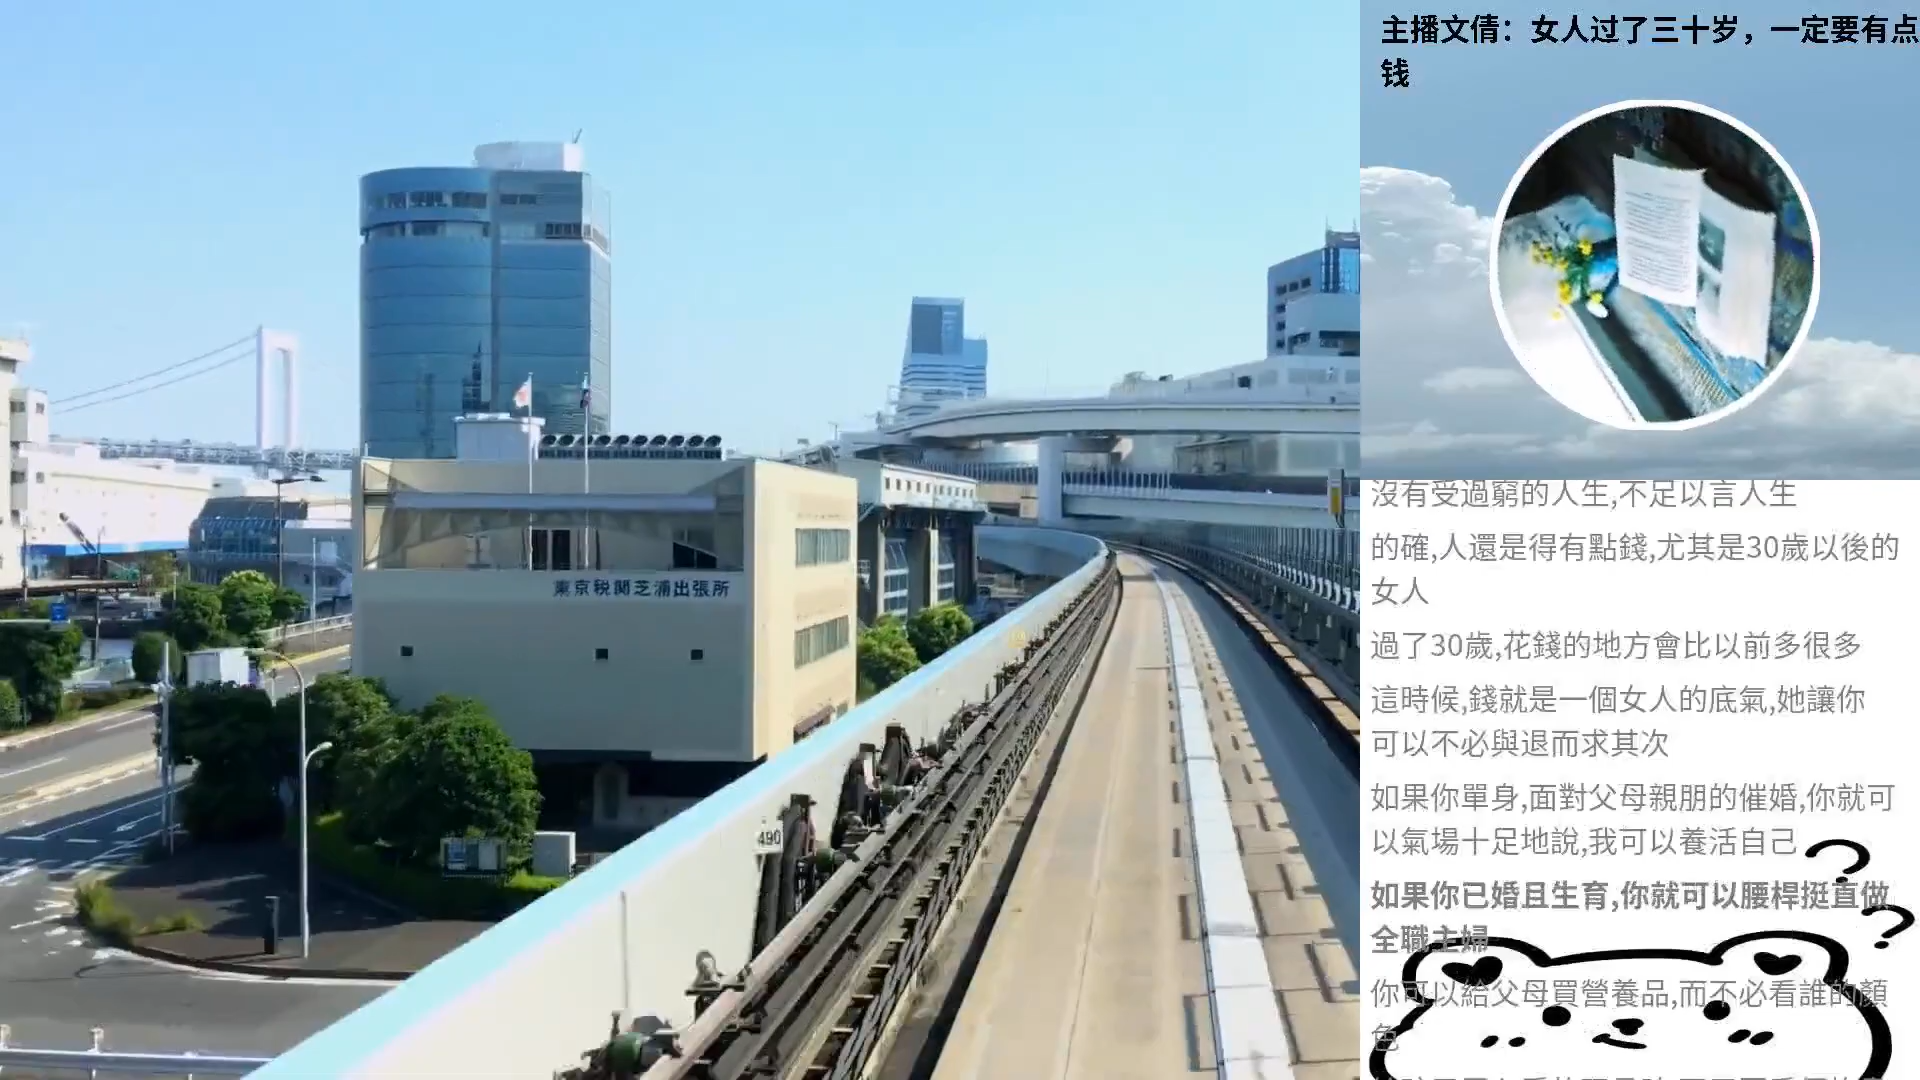 主播文倩：女人过了三十岁，一定要有点
钱
東京税関芝浦出張所
490
沒有受過窮的人生,不足以言人生
的確,人還是得有點錢,尤其是30歲以後的
女人
過了30歲,花錢的地方會比以前多很多
這時候,錢就是一個女人的底氣,她讓你
可以不必與退而求其次
如果你單身,面對父母親朋的催婚,你就可
以氣場十足地說,我可以養活自己
如果你已婚且生育,你就可以腰桿挺直做
全職主婦
你可以給父母買營養品,而不必看誰的顏
色